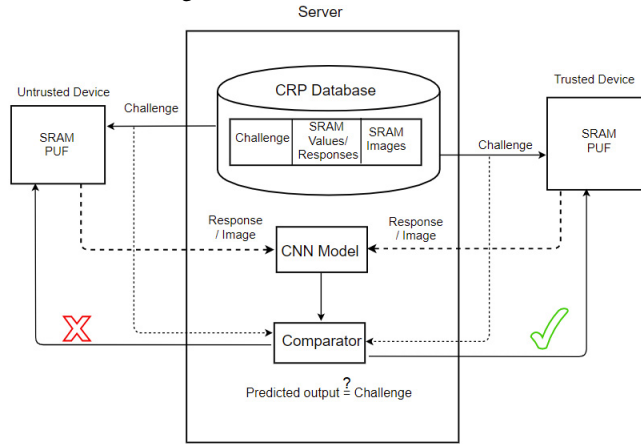 Server
Untrusted Device
Trusted Device
CRP Database
Challenge
SRAM
PUF
Challenge
SRAM
Values/
Responses
SRAM
Images
Challenge
SRAM
PUF
Response
/ Image
Response
/ Image
CNN Model
Comparator
Predicted output ?= Challenge